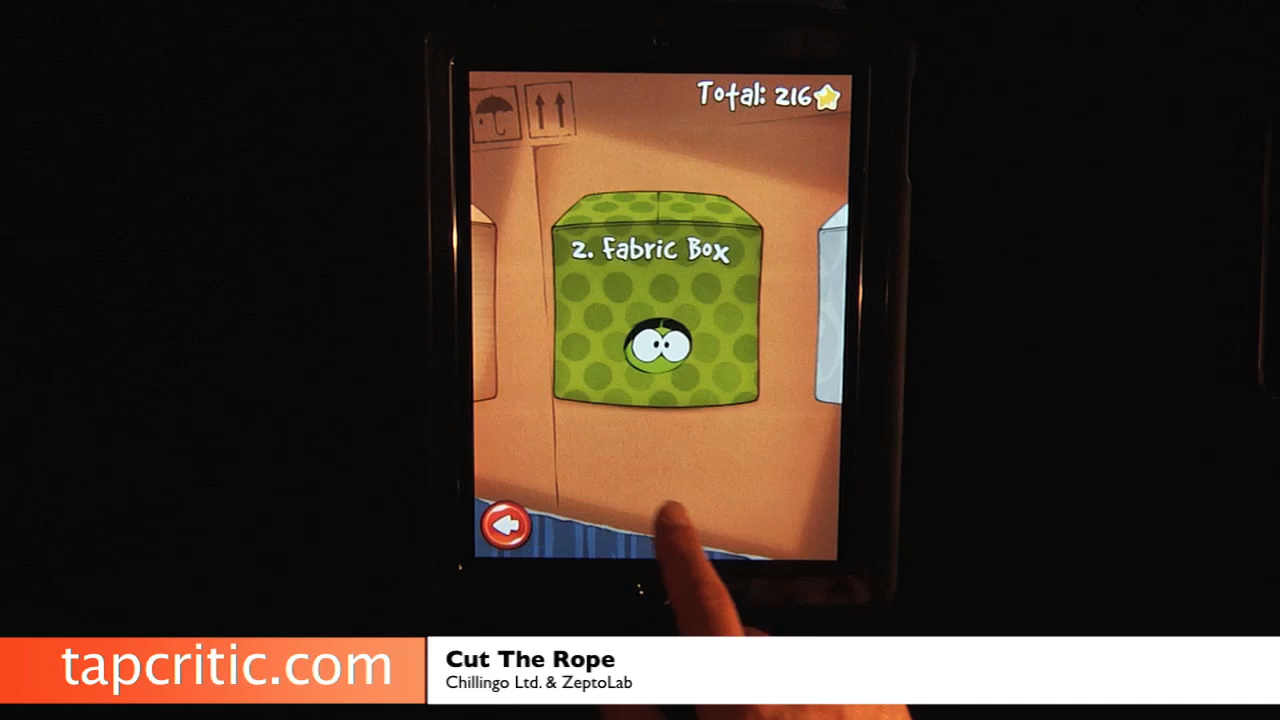 Total: 216
2. Fabric Box
tapcritic.com
Cut The Rope
Chillingo Ltd. & ZeptoLab